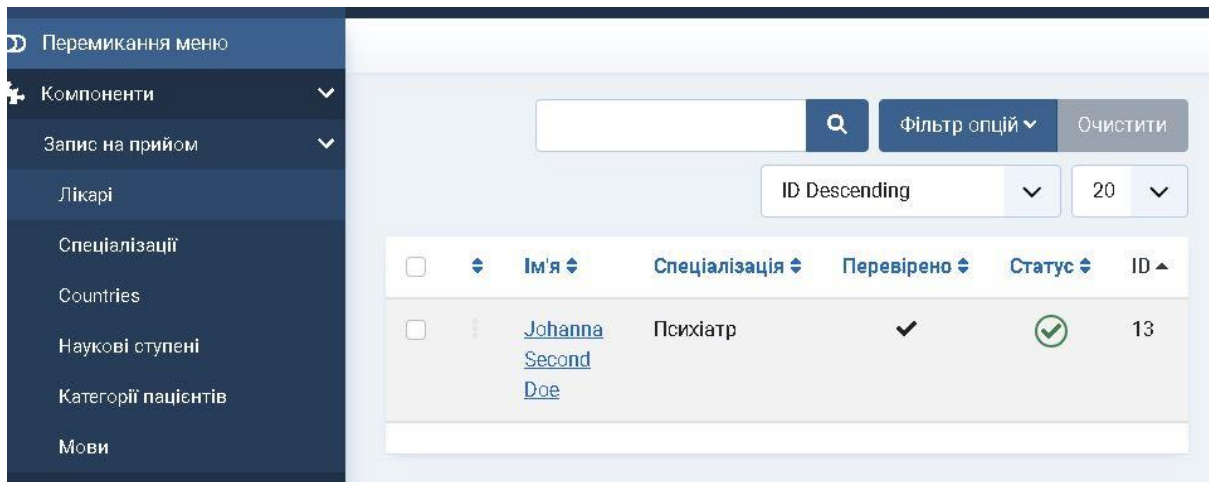 Перемикання меню
Компоненти
Запис на прийом
Лікарі
Спеціалізації
Countries
Наукові ступені
Категорії пацієнтів
Мови
Фільтр опцій Очистити
ID Descending 20
Ім'я Спеціалізація Перевірено Статус ID
Johanna Психіатр 13
Second
Doe